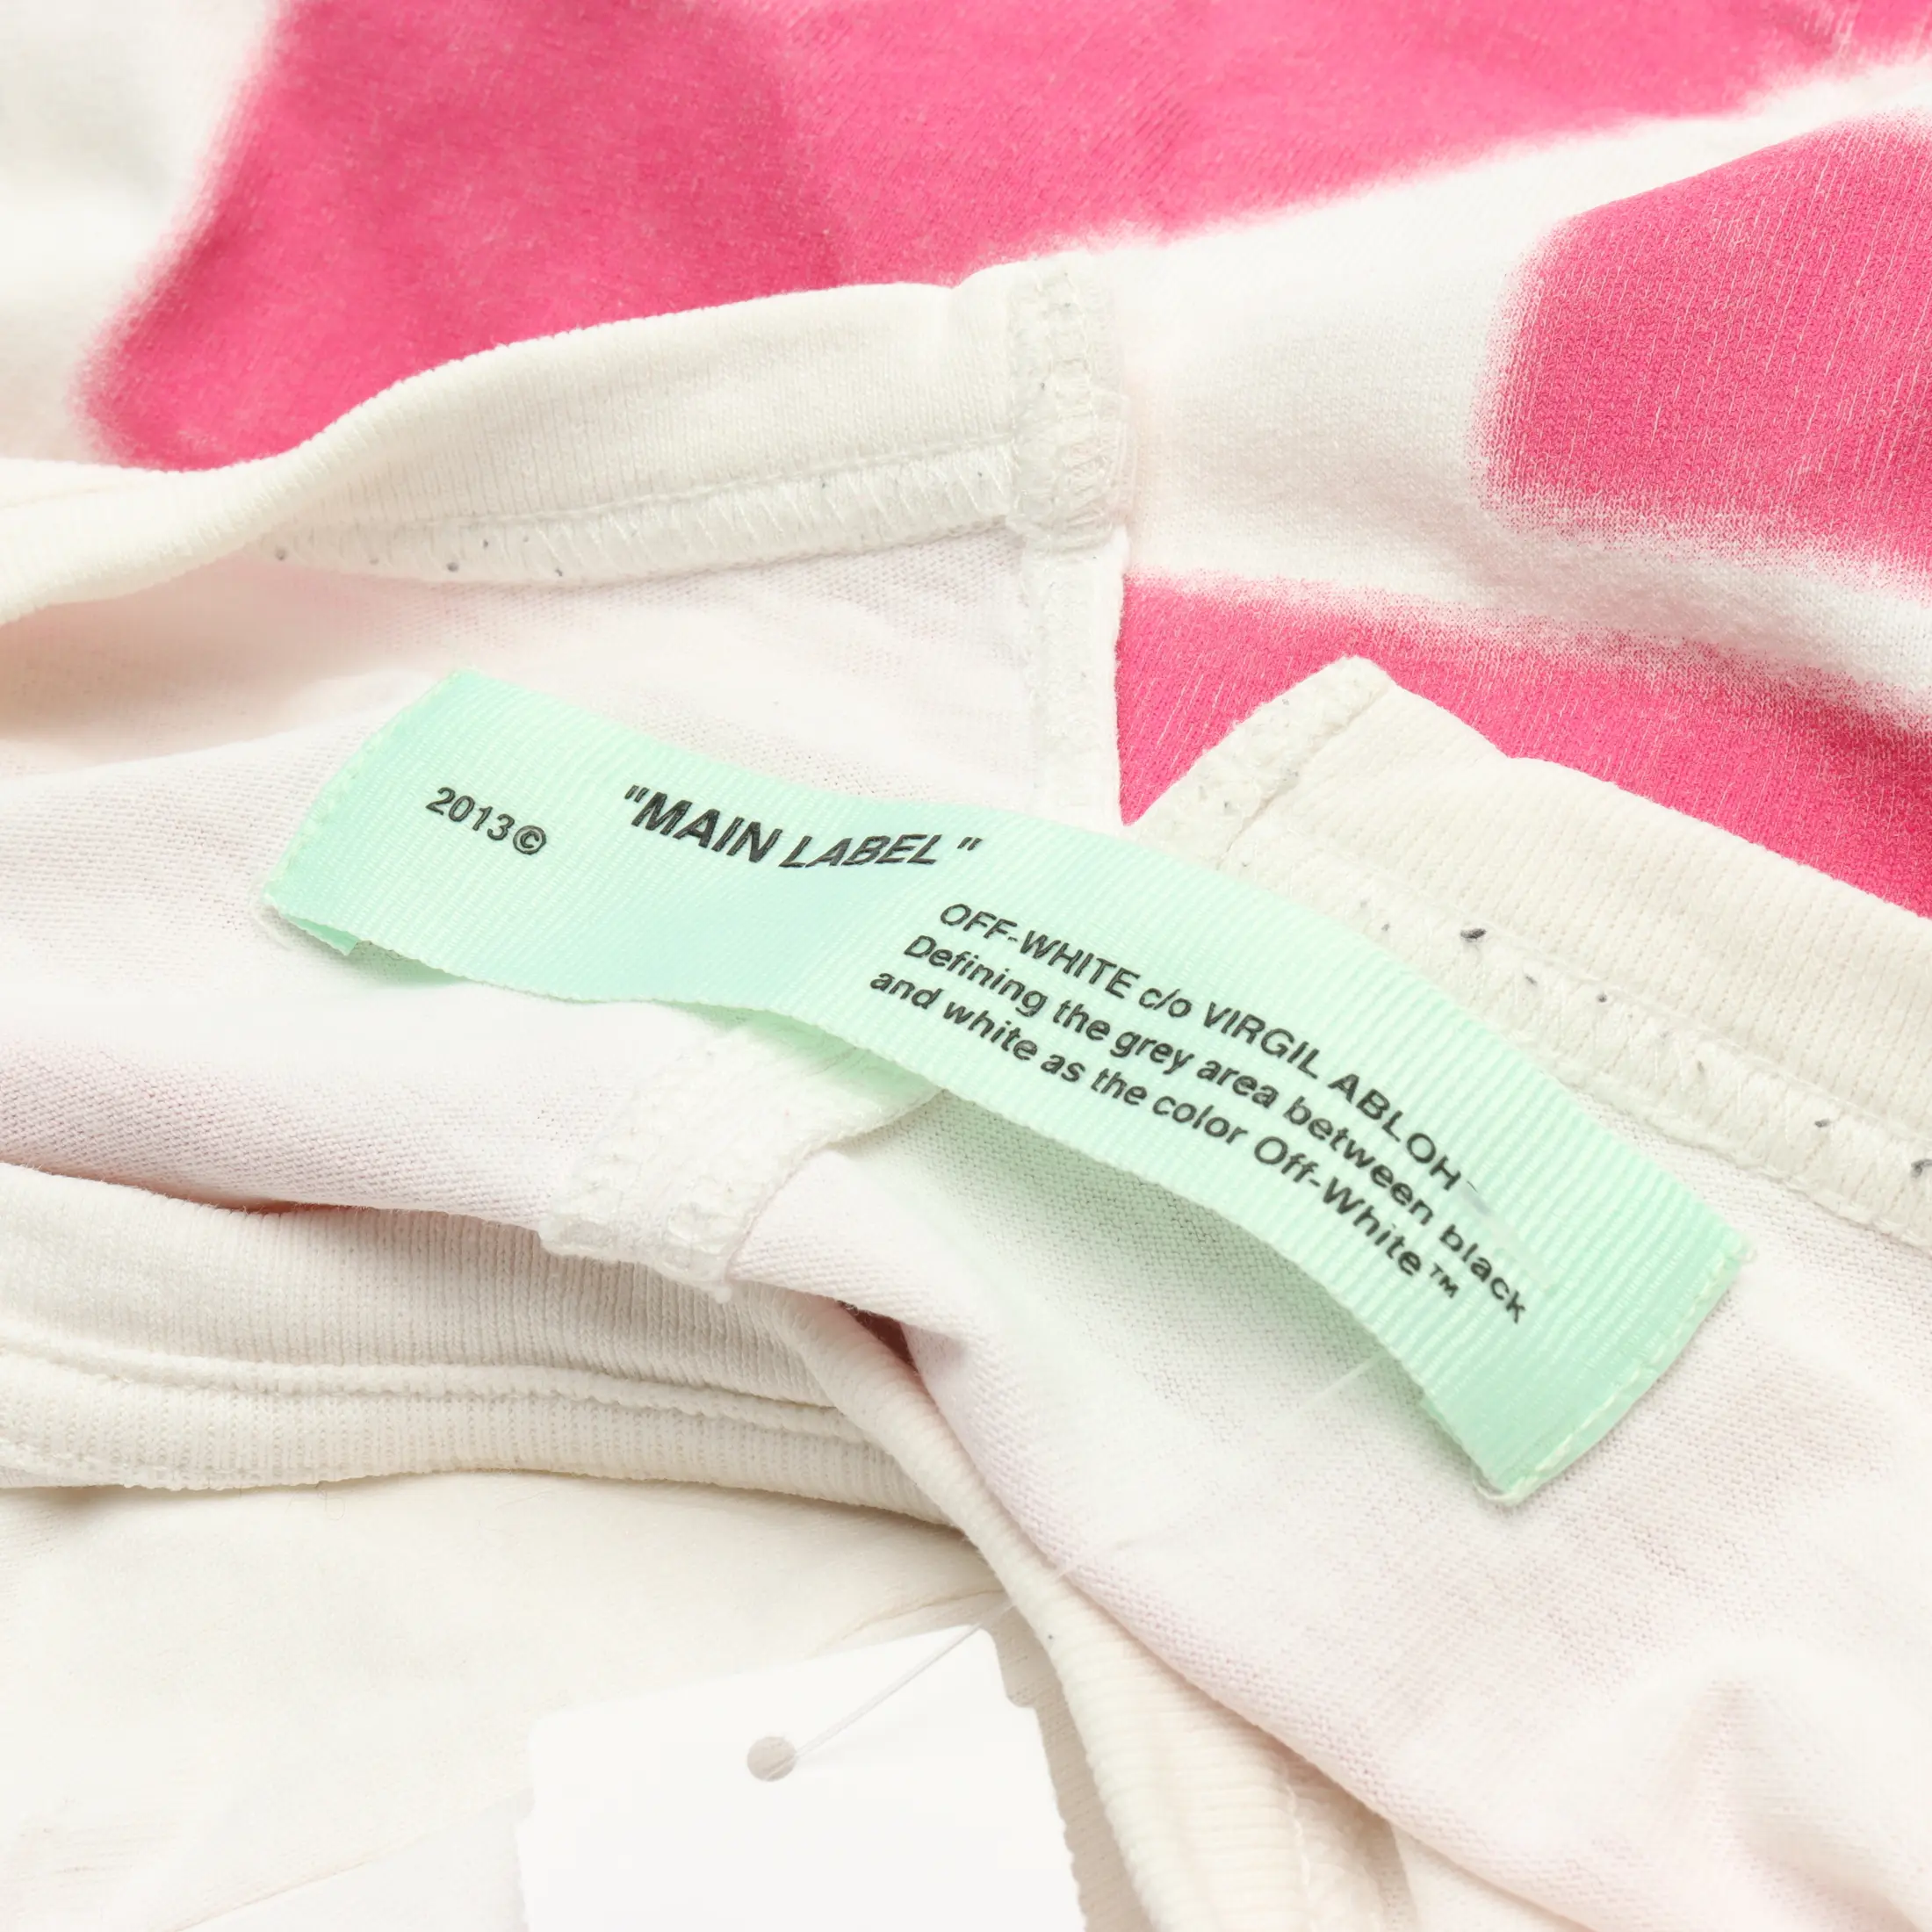 2013©
"MAIN LABEL"
OFF-WHITE c/o VIRGIL ABLOH
Defining the grey area between black
and white as the color Off-White™